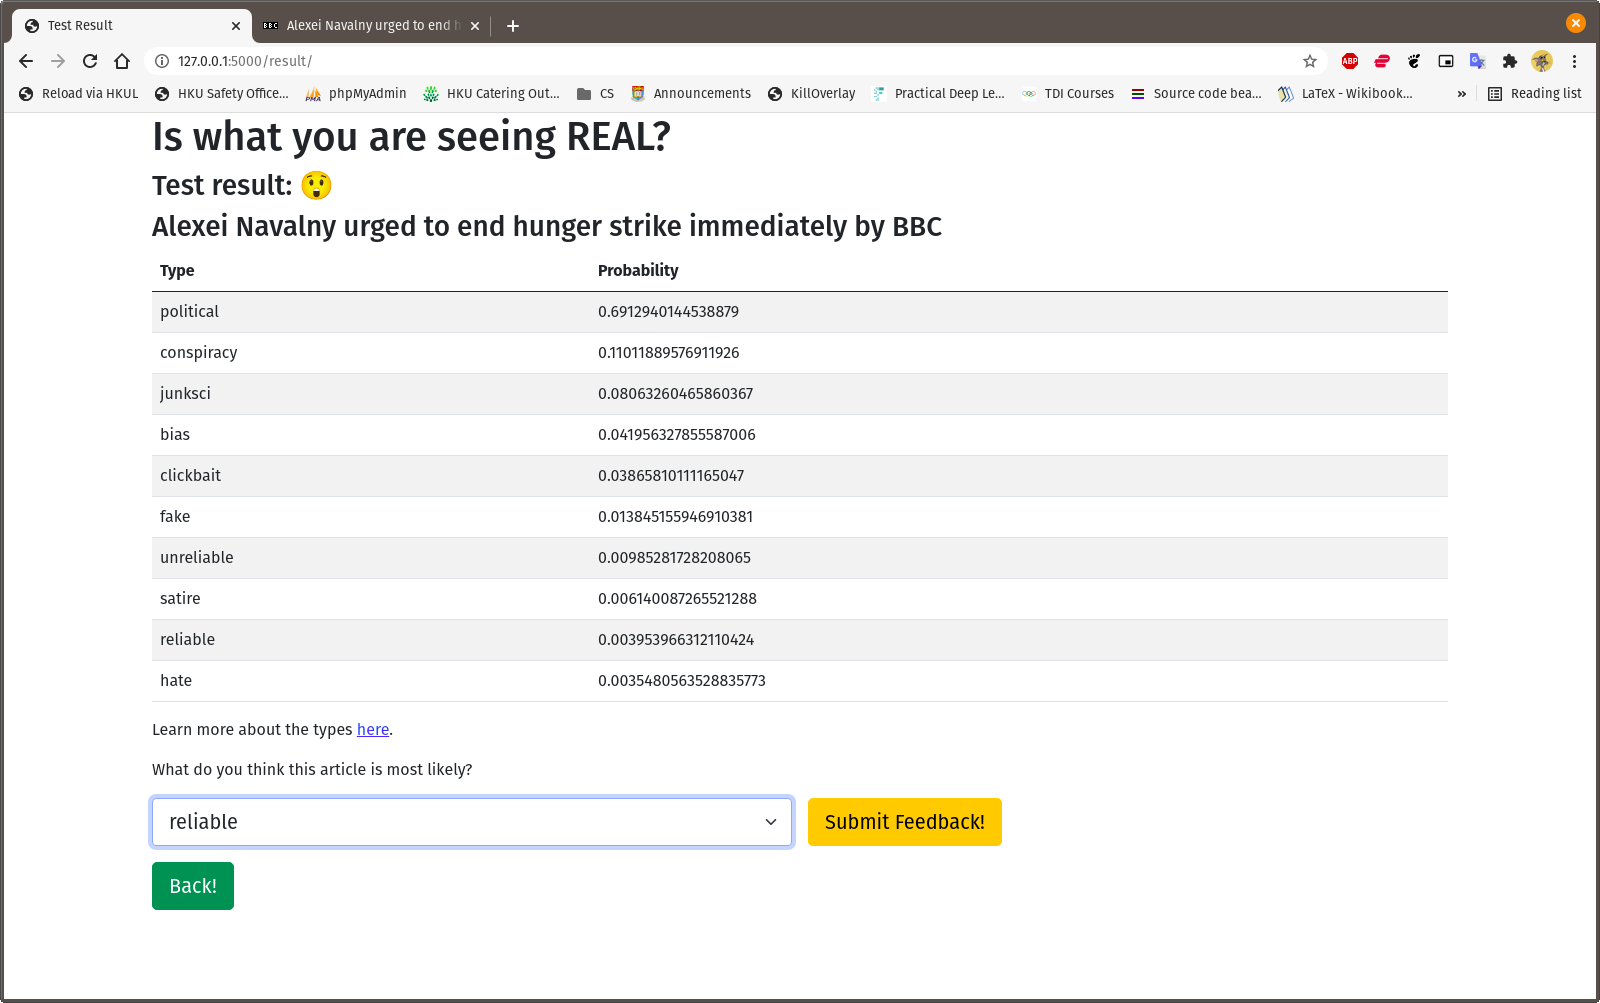 Test Result
BBC Alexei Navalny urged to end h
127.0.0.1:5000/result/
ABP
G
Reload via HKUL HKU Safety Office... PMA phpMyAdmin HKU Catering Out... CS Announcements KillOverlay Practical Deep Le... TDI Courses Source code bea... LaTeX - Wikibook... » Reading list
Is what you are seeing REAL?
Test result: 😲
Alexei Navalny urged to end hunger strike immediately by BBC
Type Probability
political 0.6912940144538879
conspiracy 0.11011889576911926
junksci 0.08063260465860367
bias 0.041956327855587006
clickbait 0.03865810111165047
fake 0.013845155946910381
unreliable 0.00985281728208065
satire 0.006140087265521288
reliable 0.003953966312110424
hate 0.0035480563528835773
Learn more about the types here.
What do you think this article is most likely?
reliable Submit Feedback!
Back!